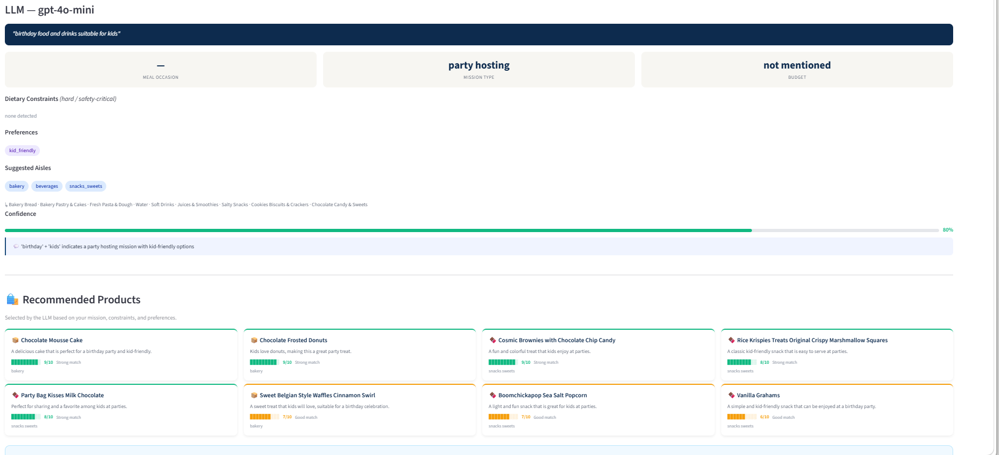 LLM — gpt-4o-mini
"birthday food and drinks suitable for kids"
—
MEAL OCCASION
party hosting
MISSION TYPE
not mentioned
BUDGET
Dietary Constraints (hard / safety-critical)
none detected
Preferences
kid_friendly
Suggested Aisles
bakery beverages snacks_sweets
↳ Bakery Bread · Bakery Pastry & Cakes · Fresh Pasta & Dough · Water · Soft Drinks · Juices & Smoothies · Salty Snacks · Cookies Biscuits & Crackers · Chocolate Candy & Sweets
Confidence
80%
'birthday' + 'kids' indicates a party hosting mission with kid-friendly options
Recommended Products
Selected by the LLM based on your mission, constraints, and preferences.
Chocolate Mousse Cake
A delicious cake that is perfect for a birthday party and kid-friendly.
9/10 Strong match
bakery
Chocolate Frosted Donuts
Kids love donuts, making this a great party treat.
9/10 Strong match
bakery
Cosmic Brownies with Chocolate Chip Candy
A fun and colorful treat that kids enjoy at parties.
9/10 Strong match
snacks sweets
Rice Krispies Treats Original Crispy Marshmallow Squares
A classic kid-friendly snack that is easy to serve at parties.
8/10 Strong match
snacks sweets
Party Bag Kisses Milk Chocolate
Perfect for sharing and a favorite among kids at parties.
8/10 Strong match
snacks sweets
Sweet Belgian Style Waffles Cinnamon Swirl
A sweet treat that kids will love, suitable for a birthday celebration.
7/10 Good match
bakery
Boomchickapop Sea Salt Popcorn
A light and fun snack that is great for kids at parties.
7/10 Good match
snacks sweets
Vanilla Grahams
A simple and kid-friendly snack that can be enjoyed at a birthday party.
6/10 Good match
snacks sweets